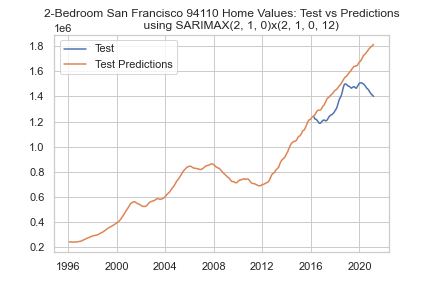 2-Bedroom San Francisco 94110 Home Values: Test vs Predictions
using SARIMAX(2, 1, 0)x(2, 1, 0, 12)
1e6
Test
Test Predictions
1.8
1.6
1.4
1.2
1.0
0.8
0.6
0.4
0.2
1996 2000 2004 2008 2012 2016 2020